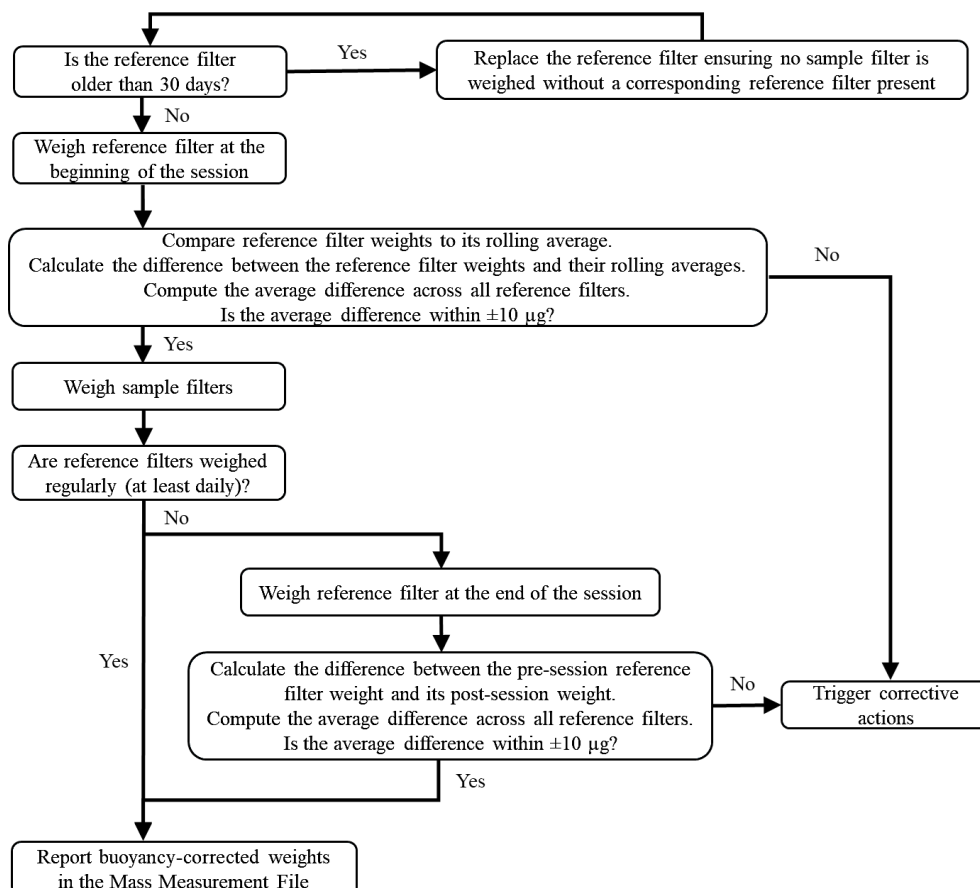 Is the reference filter
older than 30 days?
Yes
Replace the reference filter ensuring no sample filter is
weighed without a corresponding reference filter present
No
Weigh reference filter at the
beginning of the session
Compare reference filter weights to its rolling average.
Calculate the difference between the reference filter weights and their rolling averages.
Compute the average difference across all reference filters.
Is the average difference within ±10 µg?
No
Yes
Weigh sample filters
Are reference filters weighed
regularly (at least daily)?
No
Weigh reference filter at the end of the session
Yes
Calculate the difference between the pre-session reference
filter weight and its post-session weight.
Compute the average difference across all reference filters.
Is the average difference within ±10 µg?
No
Trigger corrective
actions
Yes
Report buoyancy-corrected weights
in the Mass Measurement File